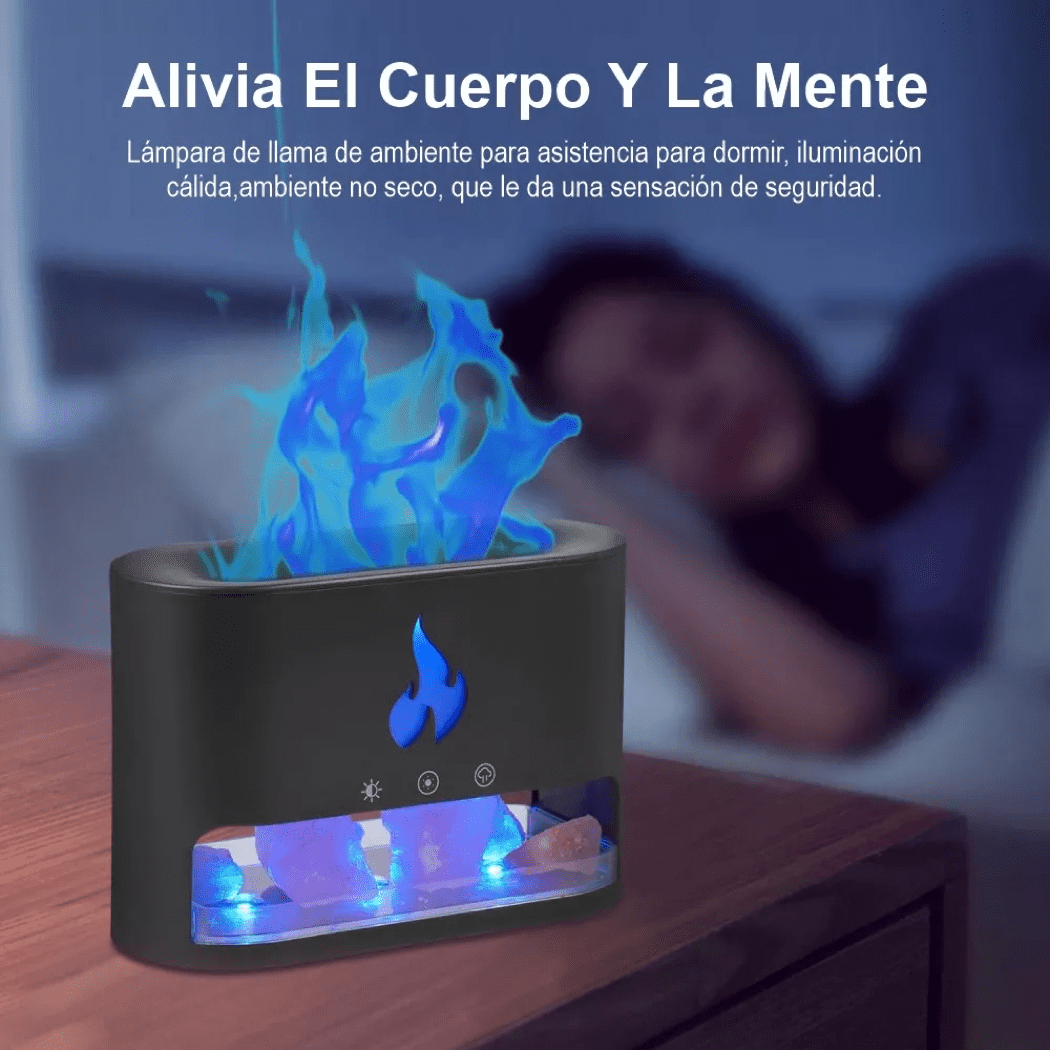 Alivia El Cuerpo Y La Mente
Lámpara de llama de ambiente para asistencia para dormir, iluminación
cálida,ambiente no seco, que le da una sensación de seguridad.